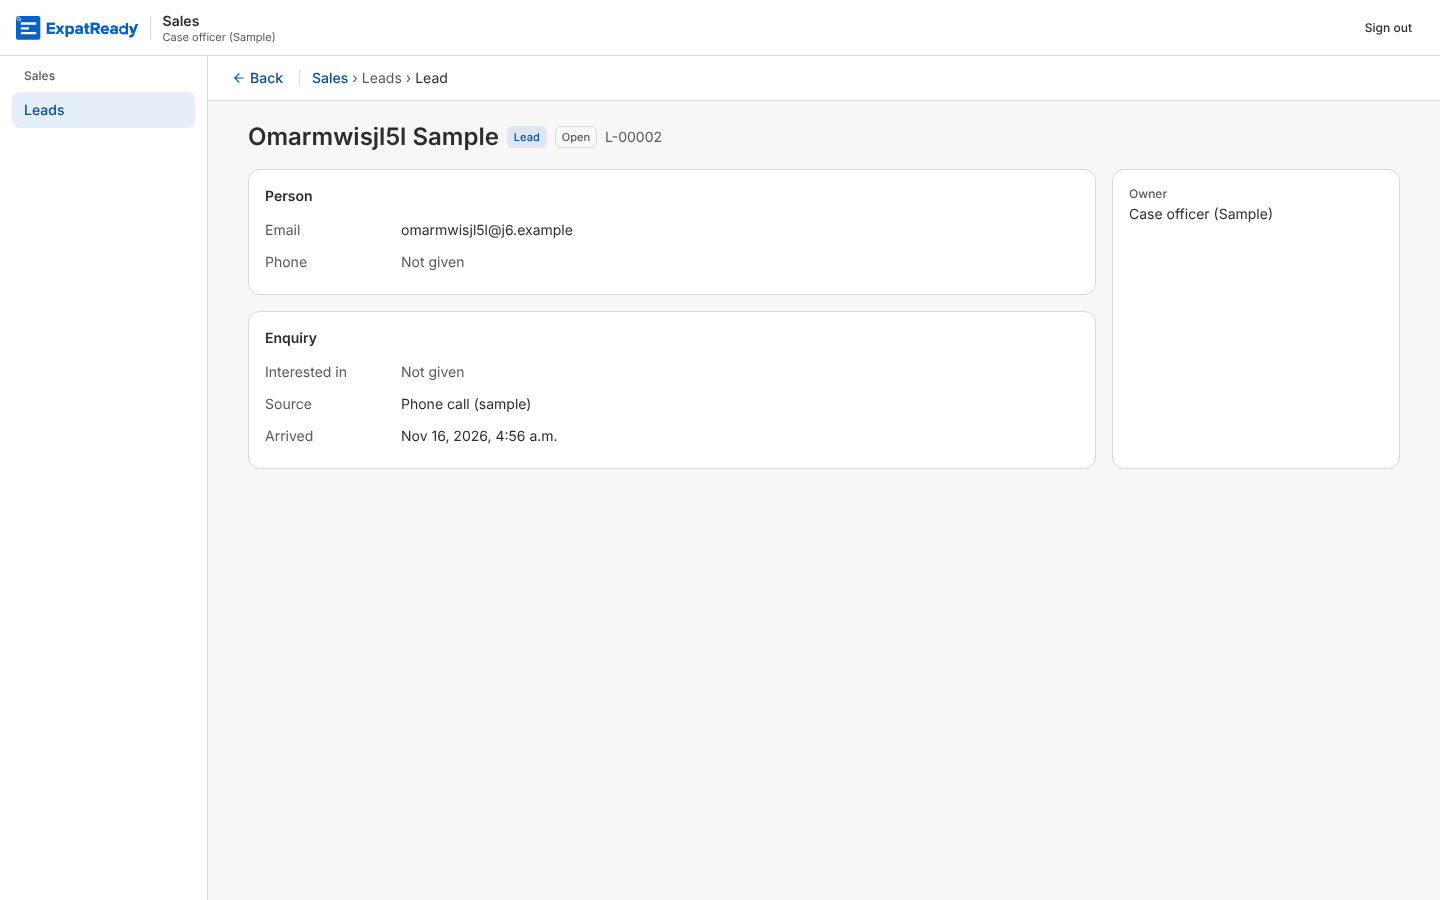 ExpatReady
Sales
Case officer (Sample)
Sign out
Sales
Leads
← Back
Sales › Leads › Lead
Omarmwisjl5l Sample Lead Open L-00002
Person
Email omarmwisjl5l@j6.example
Phone Not given
Enquiry
Interested in Not given
Source Phone call (sample)
Arrived Nov 16, 2026, 4:56 a.m.
Owner
Case officer (Sample)